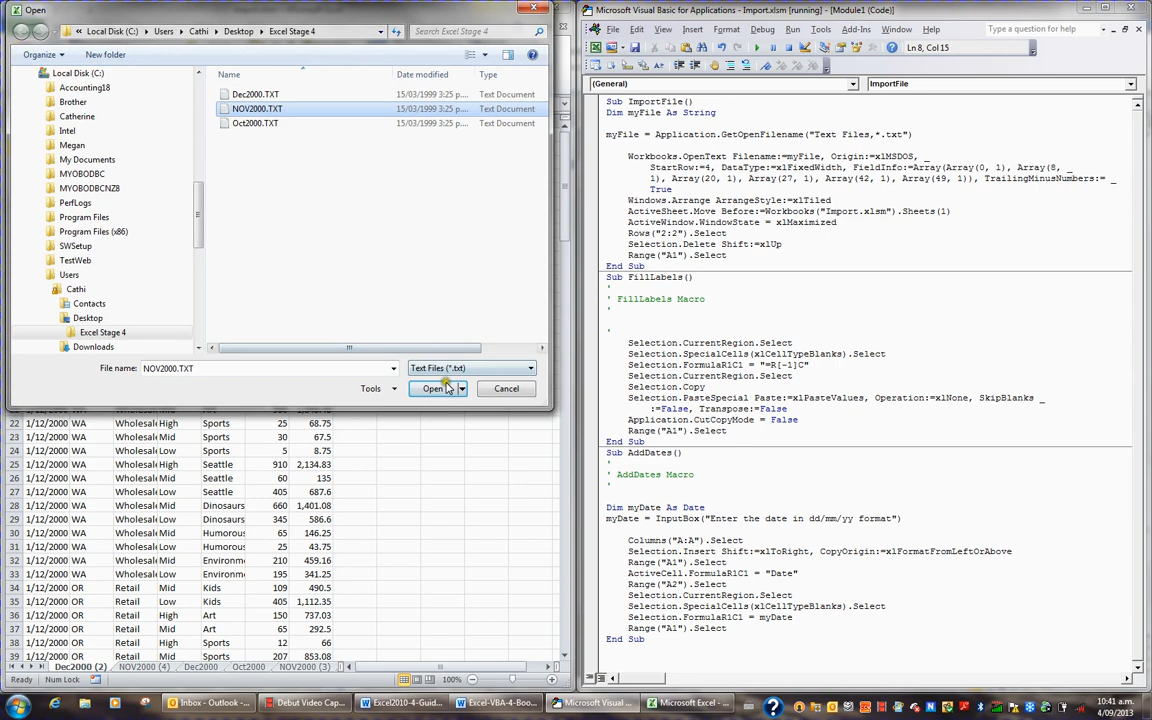 Open
Local Disk (C:) ▸ Users ▸ Cathi ▸ Desktop ▸ Excel Stage 4
Search Excel Stage 4
Organize
New folder
Local Disk (C:)
Accounting18
Brother
Catherine
Intel
Megan
My Documents
MYOBODBC
MYOBODBCNZ8
PerfLogs
Program Files
Program Files (x86)
SWSetup
TestWeb
Users
Cathi
Contacts
Desktop
Excel Stage 4
Downloads
Name Date modified Type
Dec2000.TXT 15/03/1999 3:25 p.... Text Document
NOV2000.TXT 15/03/1999 3:25 p.... Text Document
Oct2000.TXT 15/03/1999 3:25 p.... Text Document
File name: NOV2000.TXT
Text Files (*.txt)
Tools Open Cancel
22 1/12/2000 WA Wholesale High Sports 25 68.75
23 1/12/2000 WA Wholesale Mid Sports 30 67.5
24 1/12/2000 WA Wholesale Low Sports 5 8.75
25 1/12/2000 WA Wholesale High Seattle 910 2,134.83
26 1/12/2000 WA Wholesale Mid Seattle 60 135
27 1/12/2000 WA Wholesale Low Seattle 405 687.6
28 1/12/2000 WA Wholesale High Dinosaurs 660 1,401.08
29 1/12/2000 WA Wholesale Low Dinosaurs 345 586.6
30 1/12/2000 WA Wholesale Mid Humorous 65 146.25
31 1/12/2000 WA Wholesale Low Humorous 25 43.75
32 1/12/2000 WA Wholesale Mid Environme 210 459.16
33 1/12/2000 WA Wholesale Low Environme 195 341.25
34 1/12/2000 OR Retail Mid Kids 109 490.5
35 1/12/2000 OR Retail Low Kids 405 1,112.35
36 1/12/2000 OR Retail High Art 150 737.03
37 1/12/2000 OR Retail Mid Art 65 292.5
38 1/12/2000 OR Retail High Sports 12 66
39 1/12/2000 OR Retail Mid Sports 207 853.08
Dec2000 (2) NOV2000 (4) Dec2000 Oct2000 NOV2000 (3)
Ready Num Lock 100%
Microsoft Visual Basic for Applications - Import.xlsm [running] - [Module1 (Code)]
File Edit View Insert Format Debug Run Tools Add-Ins Window Help
Type a question for help
Ln 8, Col 15
(General) ImportFile
Sub ImportFile()
Dim myFile As String
myFile = Application.GetOpenFilename("Text Files,*.txt")
Workbooks.OpenText Filename:=myFile, Origin:=xlMSDOS, _
StartRow:=4, DataType:=xlFixedWidth, FieldInfo:=Array(Array(0, 1), Array(8, _
1), Array(20, 1), Array(27, 1), Array(42, 1), Array(49, 1)), TrailingMinusNumbers:= _
True
Windows.Arrange ArrangeStyle:=xlTiled
ActiveSheet.Move Before:=Workbooks("Import.xlsm").Sheets(1)
ActiveWindow.WindowState = xlMaximized
Rows("2:2").Select
Selection.Delete Shift:=xlUp
Range("A1").Select
End Sub
Sub FillLabels()
'
' FillLabels Macro
'
'
Selection.CurrentRegion.Select
Selection.SpecialCells(xlCellTypeBlanks).Select
Selection.FormulaR1C1 = "=R[-1]C"
Selection.CurrentRegion.Select
Selection.Copy
Selection.PasteSpecial Paste:=xlPasteValues, Operation:=xlNone, SkipBlanks _
:=False, Transpose:=False
Application.CutCopyMode = False
Range("A1").Select
End Sub
Sub AddDates()
'
' AddDates Macro
'
Dim myDate As Date
myDate = InputBox("Enter the date in dd/mm/yy format")
Columns("A:A").Select
Selection.Insert Shift:=xlToRight, CopyOrigin:=xlFormatFromLeftOrAbove
Range("A1").Select
ActiveCell.FormulaR1C1 = "Date"
Range("A2").Select
Selection.CurrentRegion.Select
Selection.SpecialCells(xlCellTypeBlanks).Select
Selection.FormulaR1C1 = myDate
Range("A1").Select
End Sub
Inbox - Outlook -... Debut Video Cap... Excel2010-4-Guid... Excel-VBA-4-Boo... Microsoft Visual ... Microsoft Excel -...
10:41 a.m.
4/09/2013